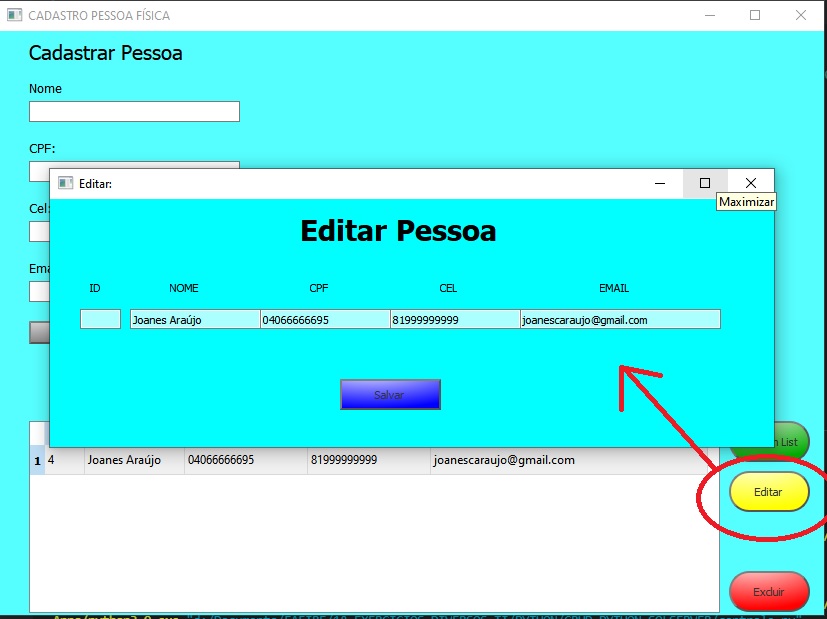 CADASTRO PESSOA FÍSICA
Cadastrar Pessoa
Nome
CPF:
Editar:
Maximizar
Cel:
Editar Pessoa
Ema
ID NOME CPF CEL EMAIL
Joanes Araújo 04066666695 81999999999 joanescaraujo@gmail.com
Salvar
List
1 4 Joanes Araújo 04066666695 81999999999 joanescaraujo@gmail.com
Editar
Excluir